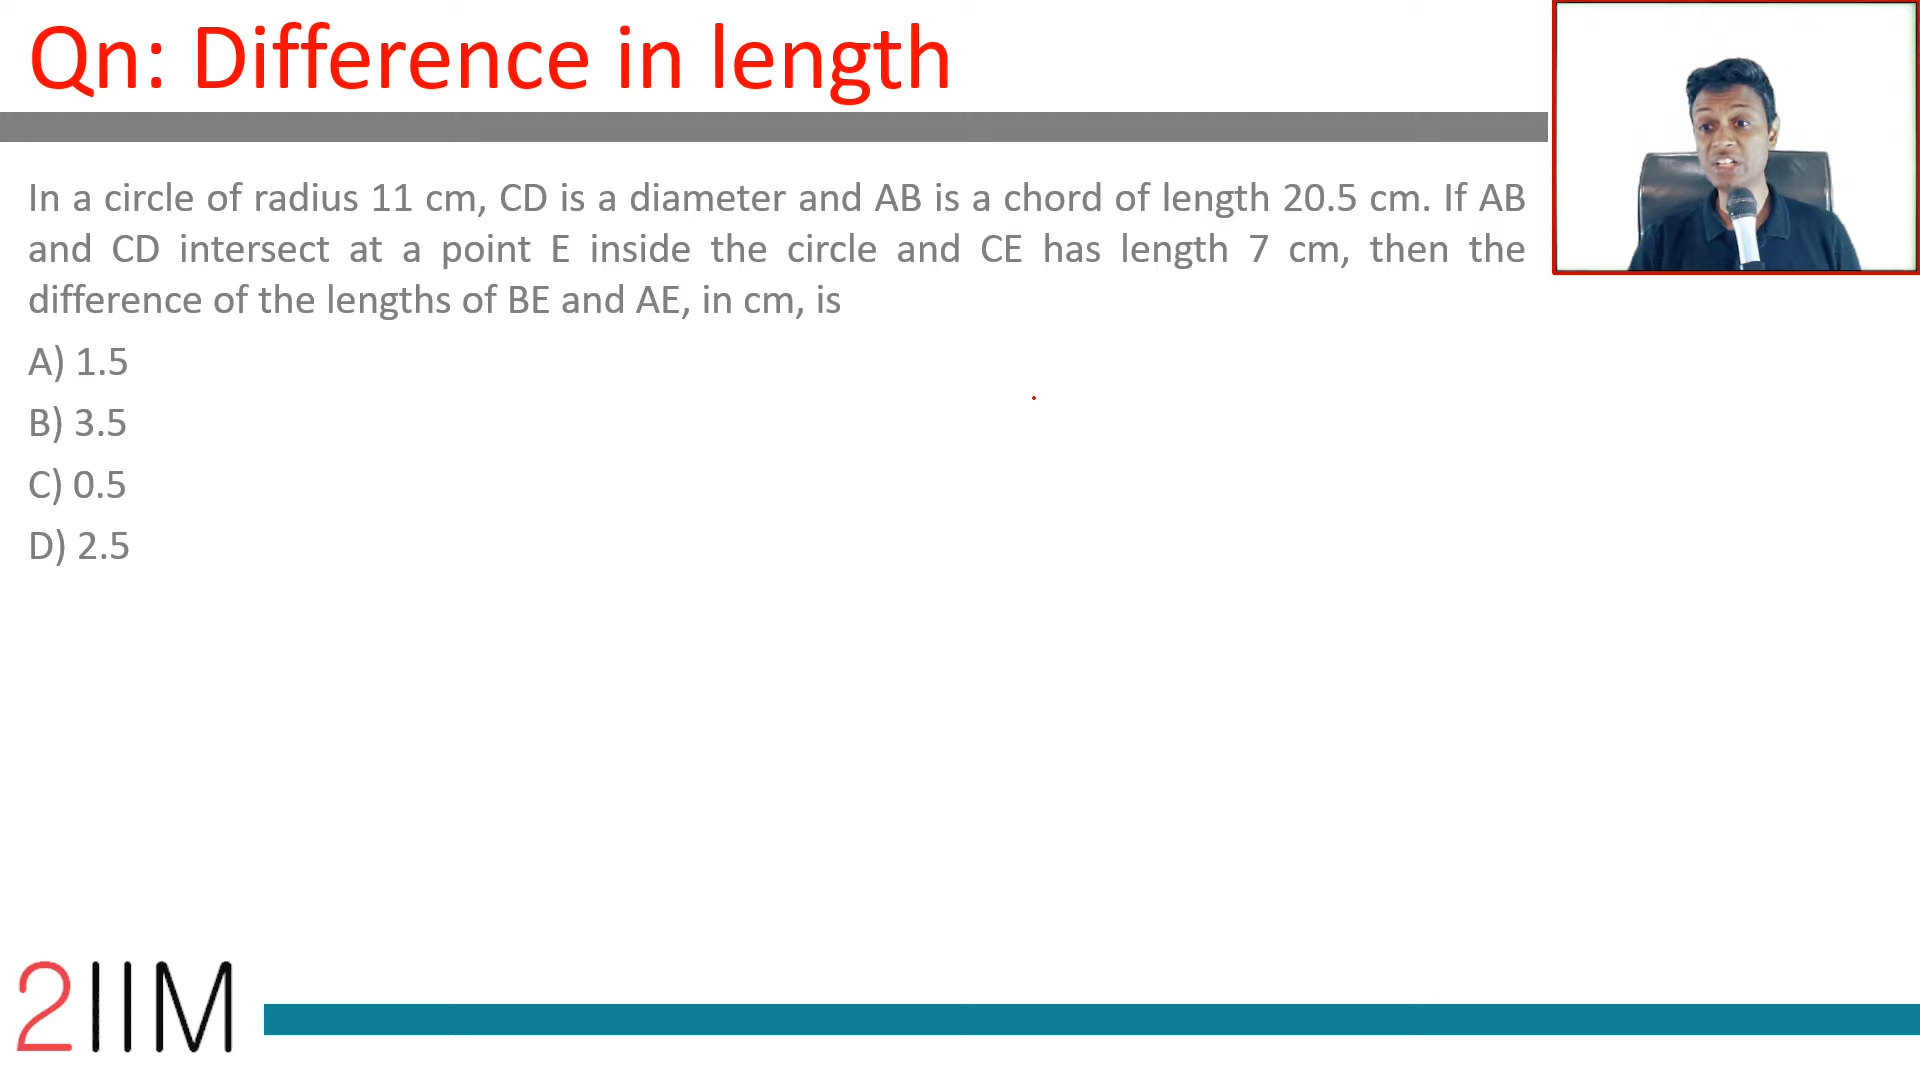 Qn: Difference in length
In a circle of radius 11 cm, CD is a diameter and AB is a chord of length 20.5 cm. If AB
and CD intersect at a point E inside the circle and CE has length 7 cm, then the
difference of the lengths of BE and AE, in cm, is
A) 1.5
B) 3.5
C) 0.5
D) 2.5
2IIM